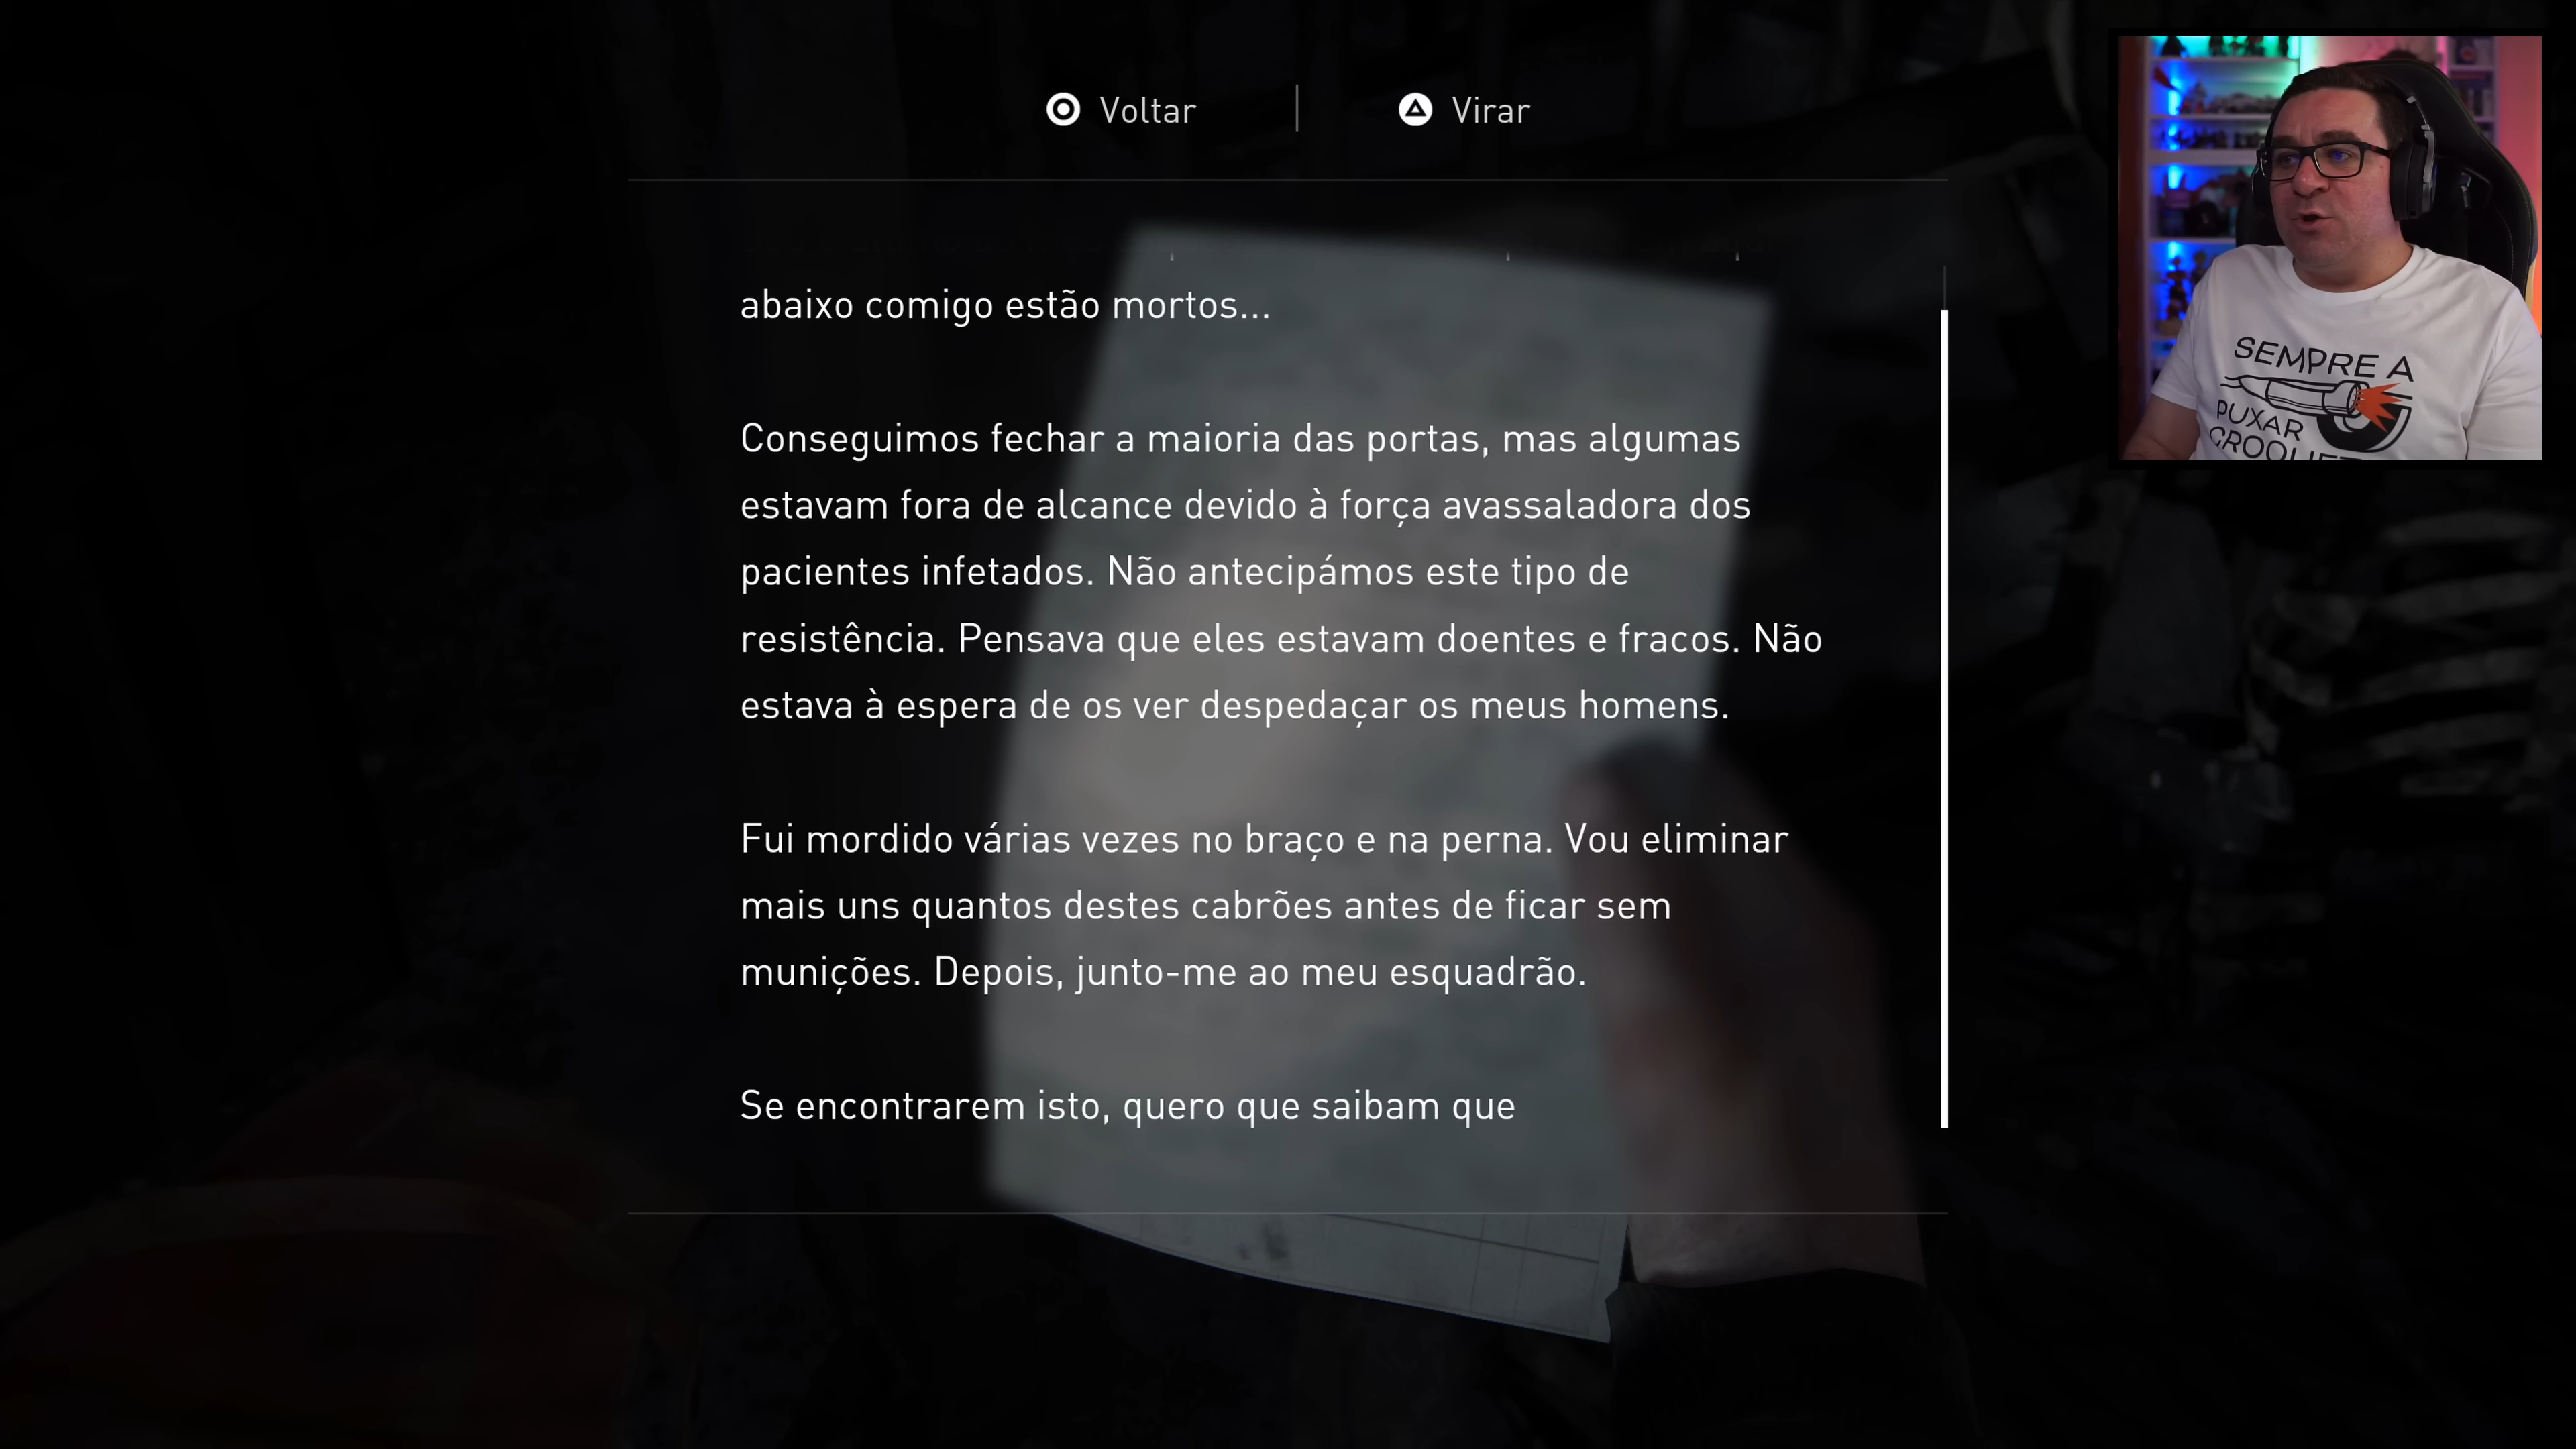 Voltar
Virar
abaixo comigo estão mortos...
Conseguimos fechar a maioria das portas, mas algumas
estavam fora de alcance devido à força avassaladora dos
pacientes infetados. Não antecipámos este tipo de
resistência. Pensava que eles estavam doentes e fracos. Não
estava à espera de os ver despedaçar os meus homens.
Fui mordido várias vezes no braço e na perna. Vou eliminar
mais uns quantos destes cabrões antes de ficar sem
munições. Depois, junto-me ao meu esquadrão.
Se encontrarem isto, quero que saibam que
SEMPRE A
PUXAR